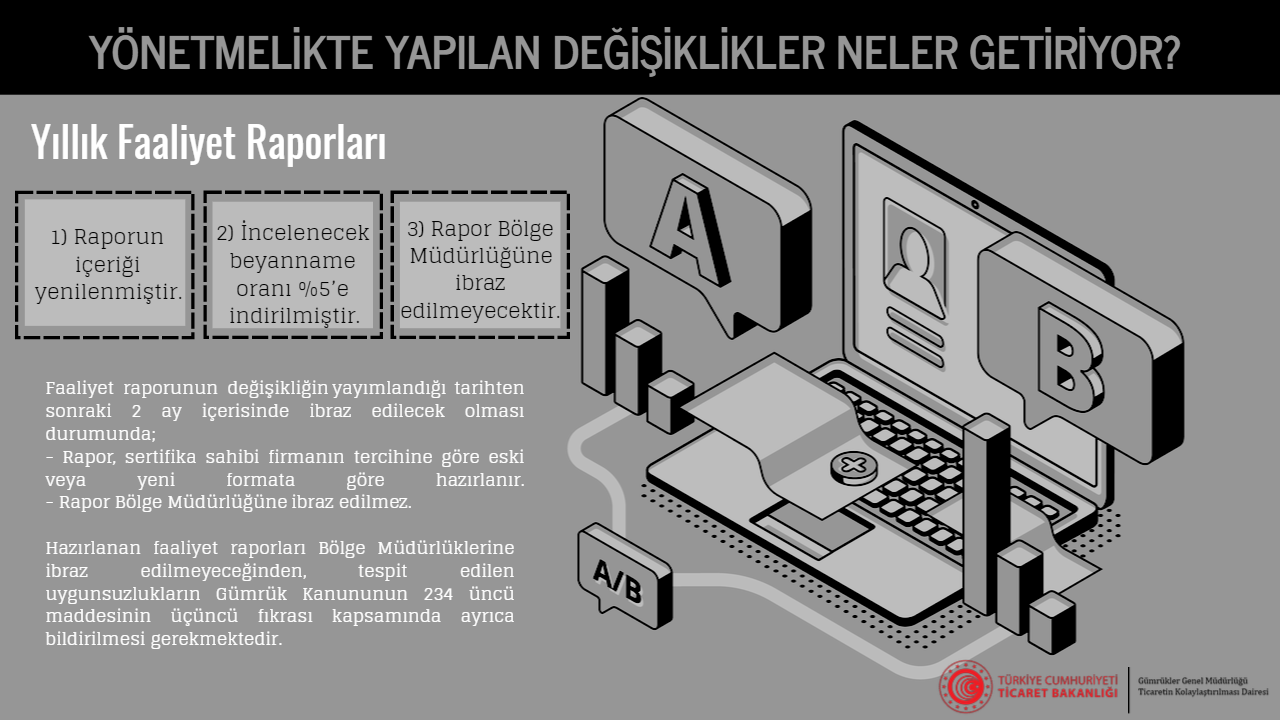 YÖNETMELİKTE YAPILAN DEĞİŞİKLİKLER NELER GETİRİYOR?
Yıllık Faaliyet Raporları
1) Raporun
içeriği
yenilenmiştir.
2) İncelenecek
beyanname
oranı %5'e
indirilmiştir.
3) Rapor Bölge
Müdürlüğüne
ibraz
edilmeyecektir.
Faaliyet raporunun değişikliğin yayımlandığı tarihten
sonraki 2 ay içerisinde ibraz edilecek olması
durumunda;
- Rapor, sertifika sahibi firmanın tercihine göre eski
veya yeni formata göre hazırlanır.
- Rapor Bölge Müdürlüğüne ibraz edilmez.
Hazırlanan faaliyet raporları Bölge Müdürlüklerine
ibraz edilmeyeceğinden, tespit edilen
uygunsuzlukların Gümrük Kanununun 234 üncü
maddesinin üçüncü fıkrası kapsamında ayrıca
bildirilmesi gerekmektedir.
A
B
A/B
TÜRKİYE CUMHURİYETİ
TİCARET BAKANLIĞI
Gümrükler Genel Müdürlüğü
Ticaretin Kolaylaştırılması Dairesi